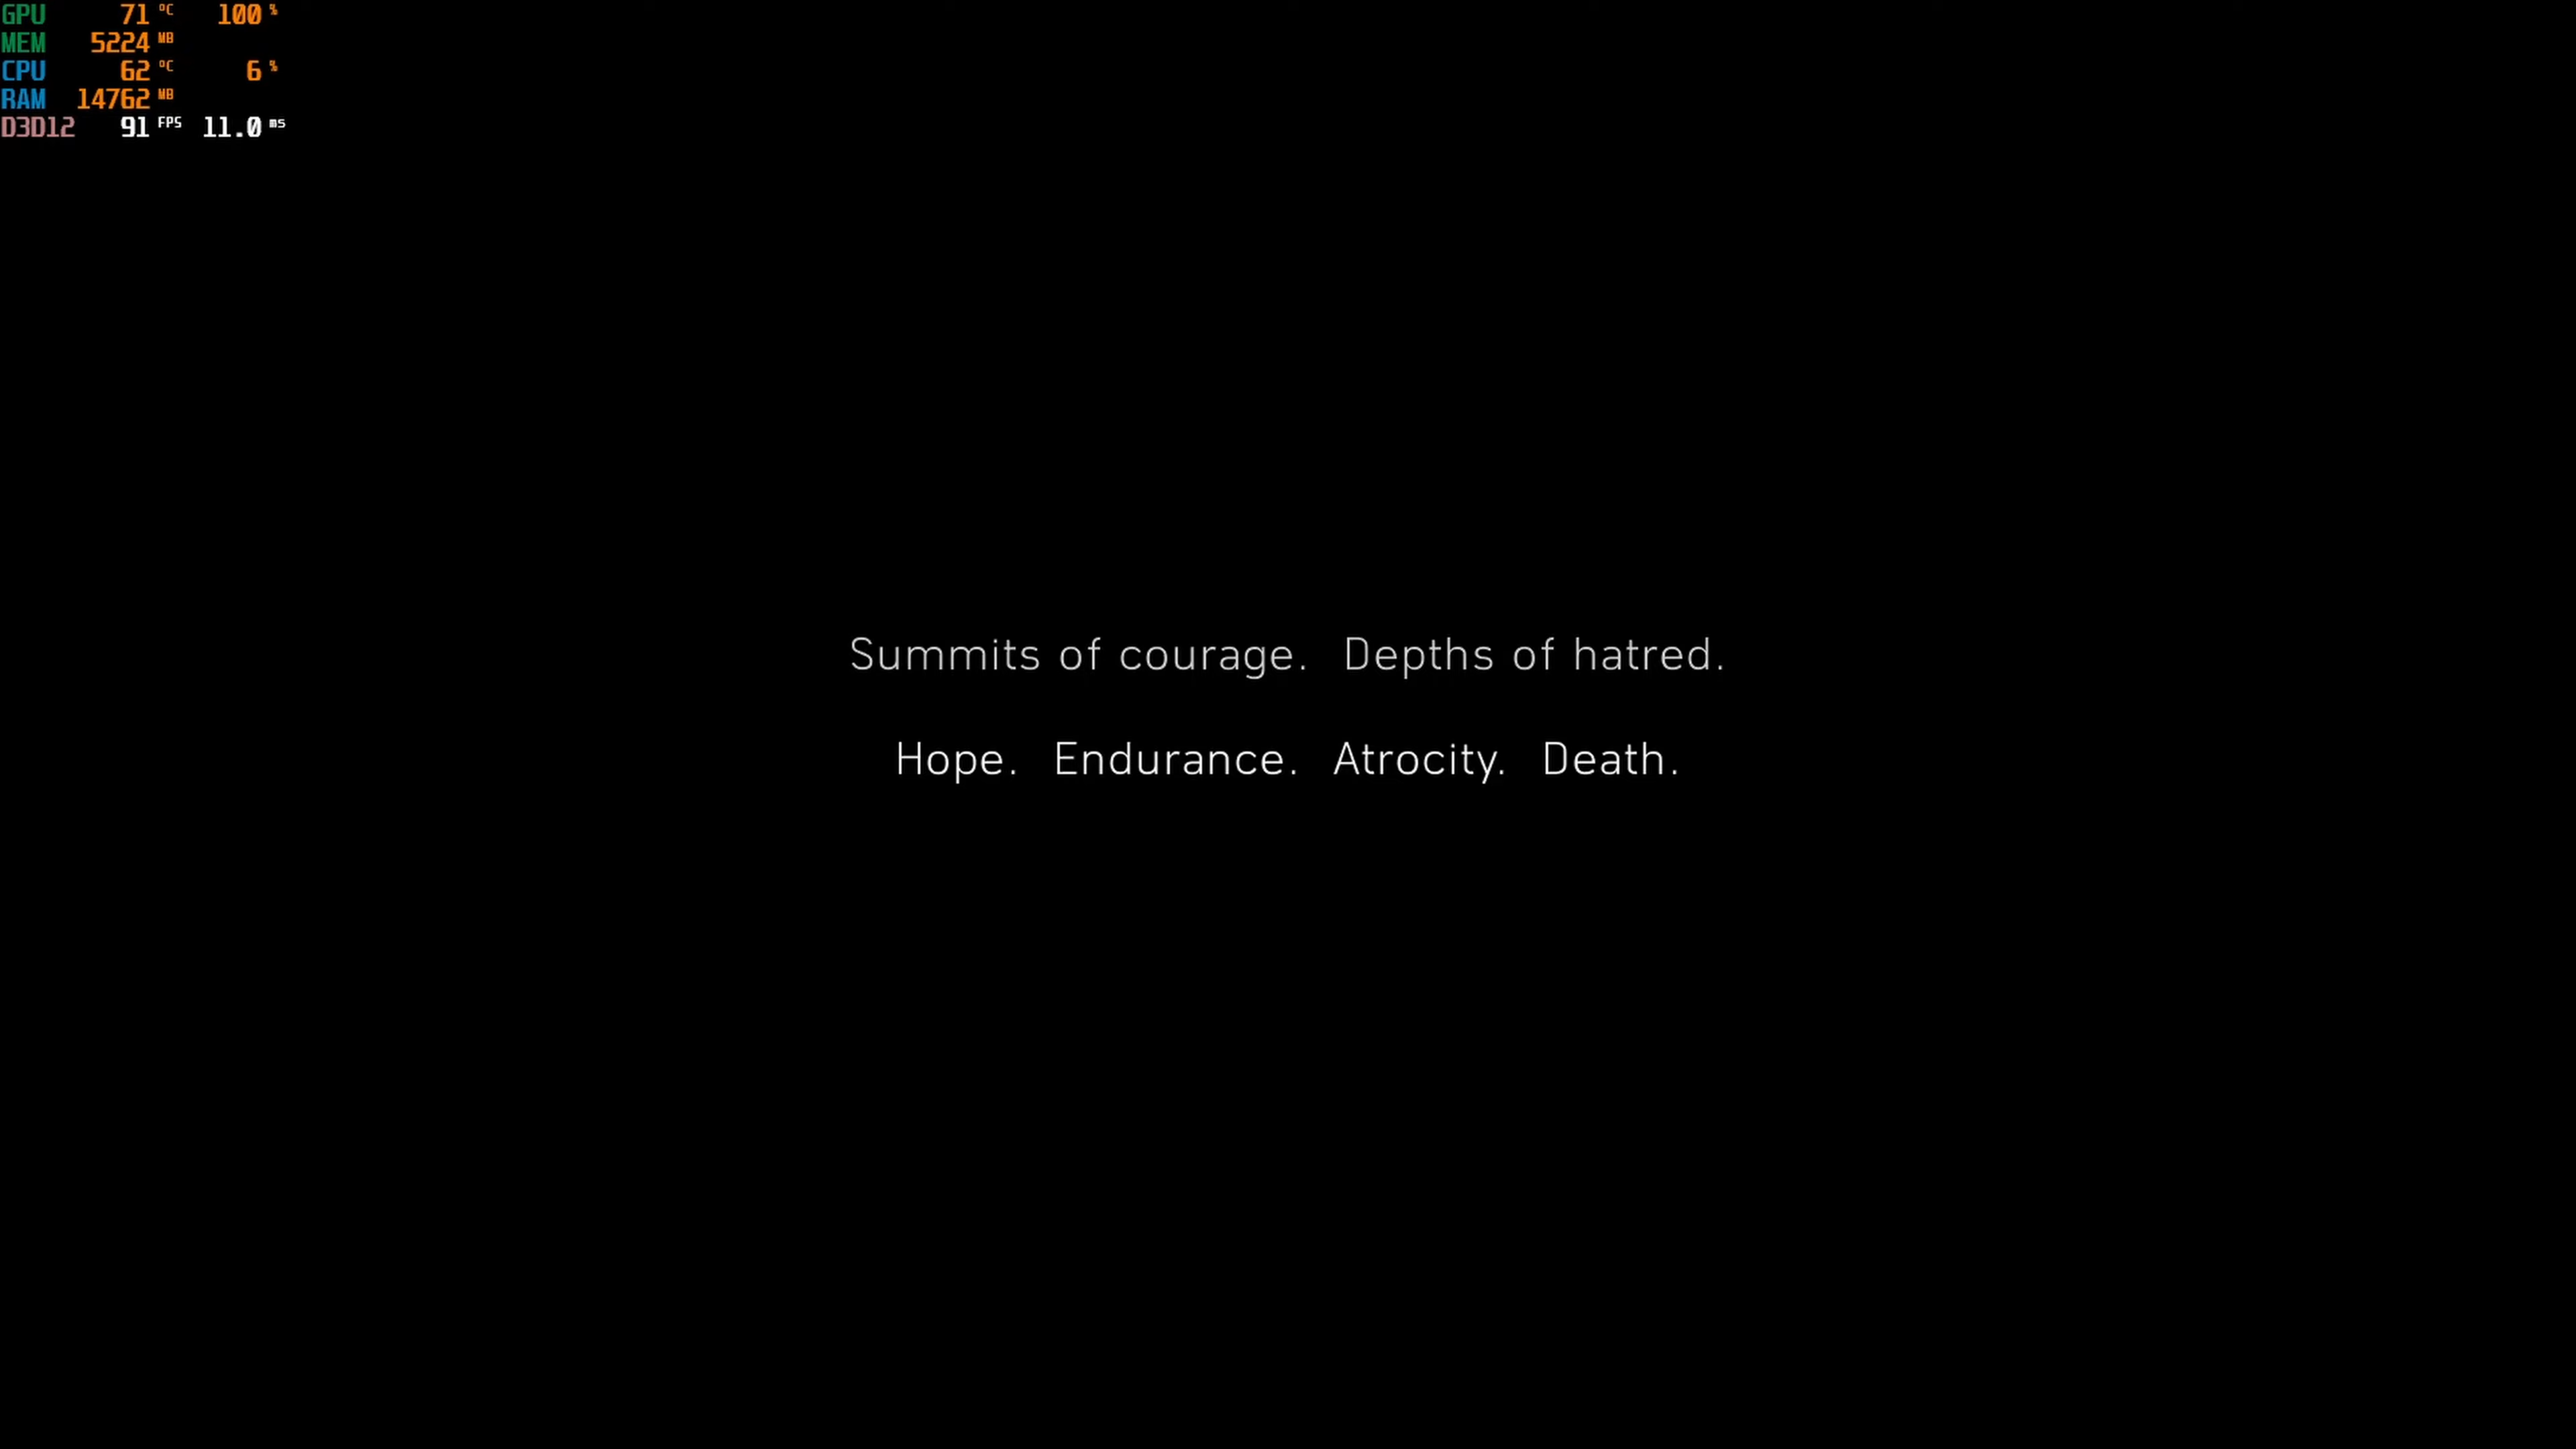 GPU 71 °C 100 %
MEM 5224 MB
CPU 62 °C 6 %
RAM 14762 MB
D3D12 91 FPS 11.0 ms
Summits of courage. Depths of hatred.
Hope. Endurance. Atrocity. Death.